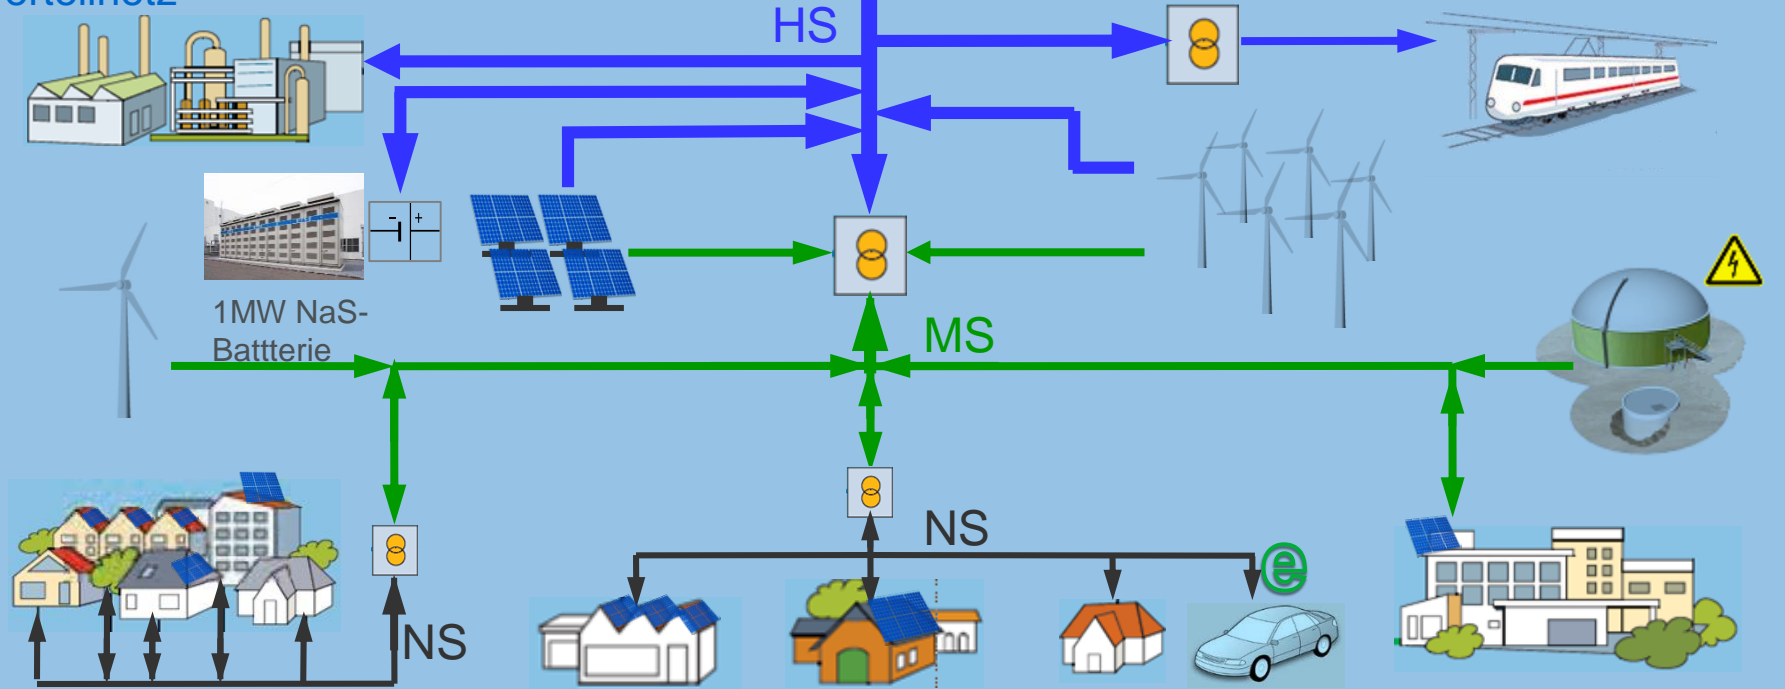 HS
- +
1MW NaS-
Battterie
MS
NS
e
NS